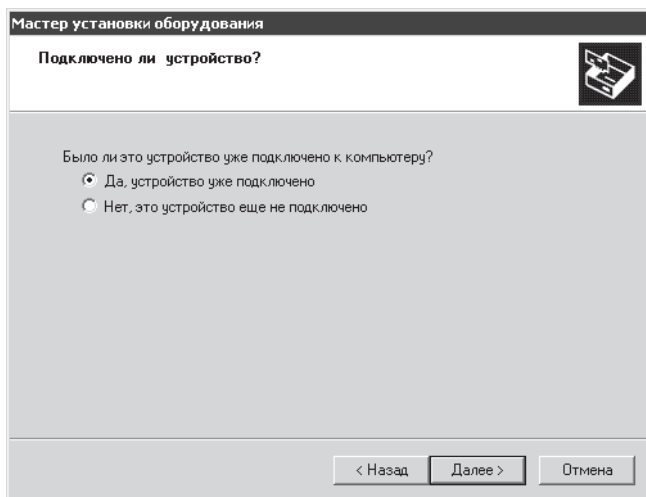 Мастер установки оборудования
Подключено ли устройство?
Было ли это устройство уже подключено к компьютеру?
Да, устройство уже подключено
Нет, это устройство еще не подключено
< Назад
Далее >
Отмена